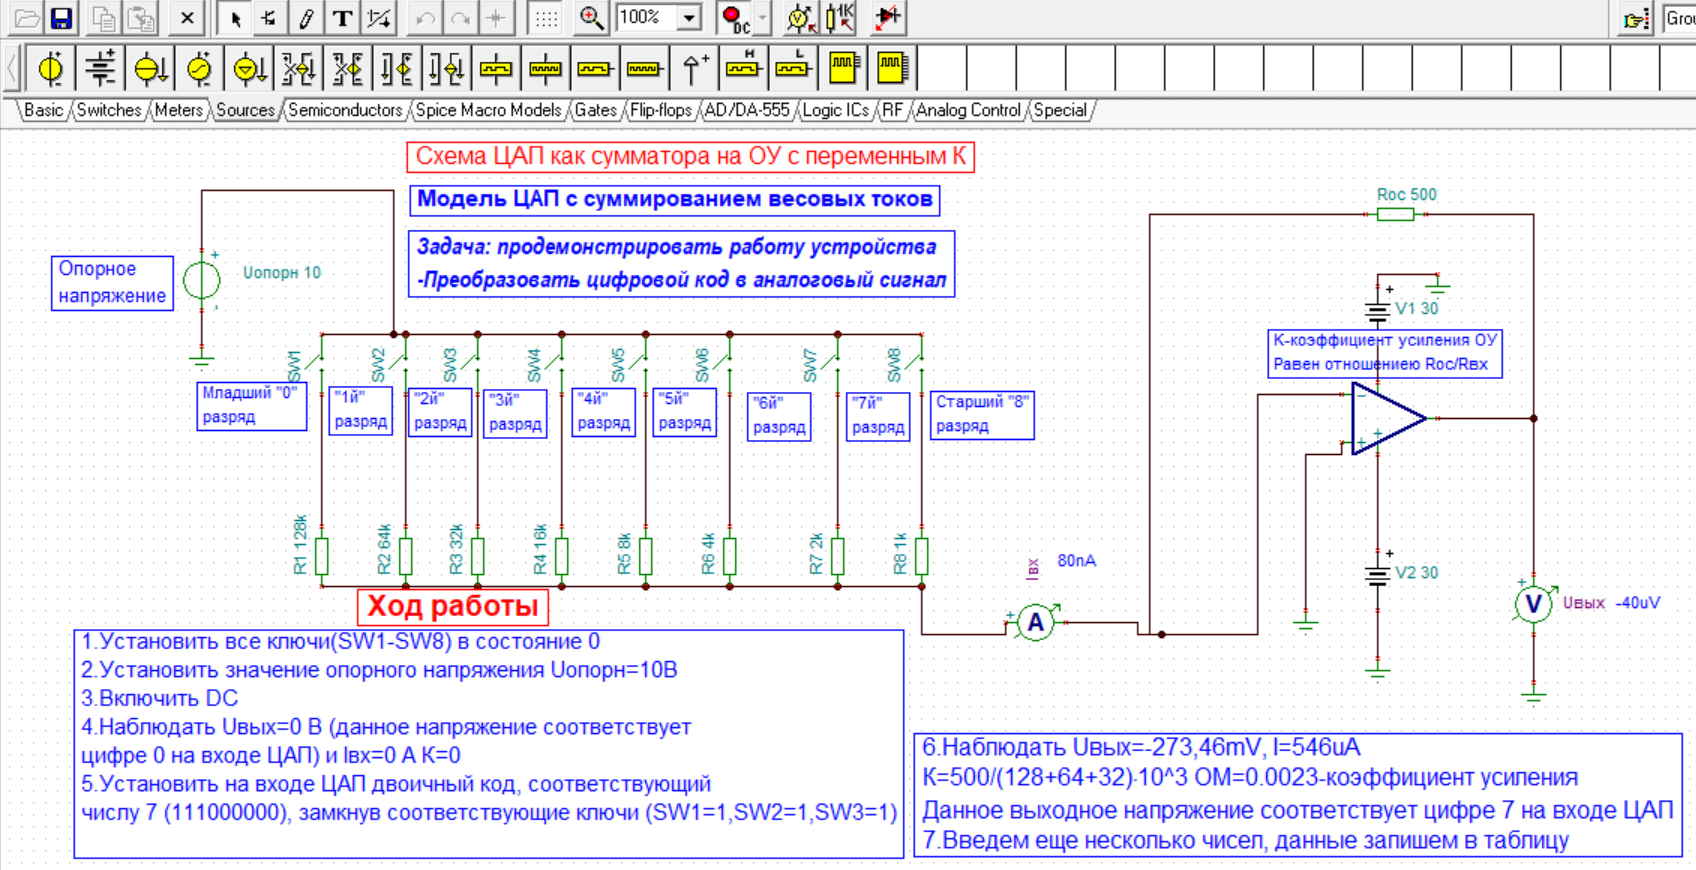 100%
DC
1K
H
L
Grou
Basic
Switches
Meters
Sources
Semiconductors
Spice Macro Models
Gates
Flip-flops
AD/DA-555
Logic ICs
RF
Analog Control
Special
Схема ЦАП как сумматора на ОУ с переменным К
Модель ЦАП с суммированием весовых токов
Задача: продемонстрировать работу устройства
-Преобразовать цифровой код в аналоговый сигнал
Опорное
напряжение
Uопорн 10
Roc 500
V1 30
К-коэффициент усиления ОУ
Равен отношениею Roc/Rвх
SW1
SW2
SW3
SW4
SW5
SW6
SW7
SW8
Младший "0"
разряд
"1й"
разряд
"2й"
разряд
"3й"
разряд
"4й"
разряд
"5й"
разряд
"6й"
разряд
"7й"
разряд
Старший "8"
разряд
R1 128k
R2 64k
R3 32k
R4 16k
R5 8k
R6 4k
R7 2k
R8 1k
Iвх
80nA
A
V2 30
V
Uвых -40uV
Ход работы
1.Установить все ключи(SW1-SW8) в состояние 0
2.Установить значение опорного напряжения Uопорн=10В
3.Включить DC
4.Наблюдать Uвых=0 В (данное напряжение соответствует
цифре 0 на входе ЦАП) и Iвх=0 А К=0
5.Установить на входе ЦАП двоичный код, соответствующий
числу 7 (111000000), замкнув соответствующие ключи (SW1=1,SW2=1,SW3=1)
6.Наблюдать Uвых=-273,46mV, I=546uA
К=500/(128+64+32)·10^3 ОМ=0.0023-коэффициент усиления
Данное выходное напряжение соответствует цифре 7 на входе ЦАП
7.Введем еще несколько чисел, данные запишем в таблицу